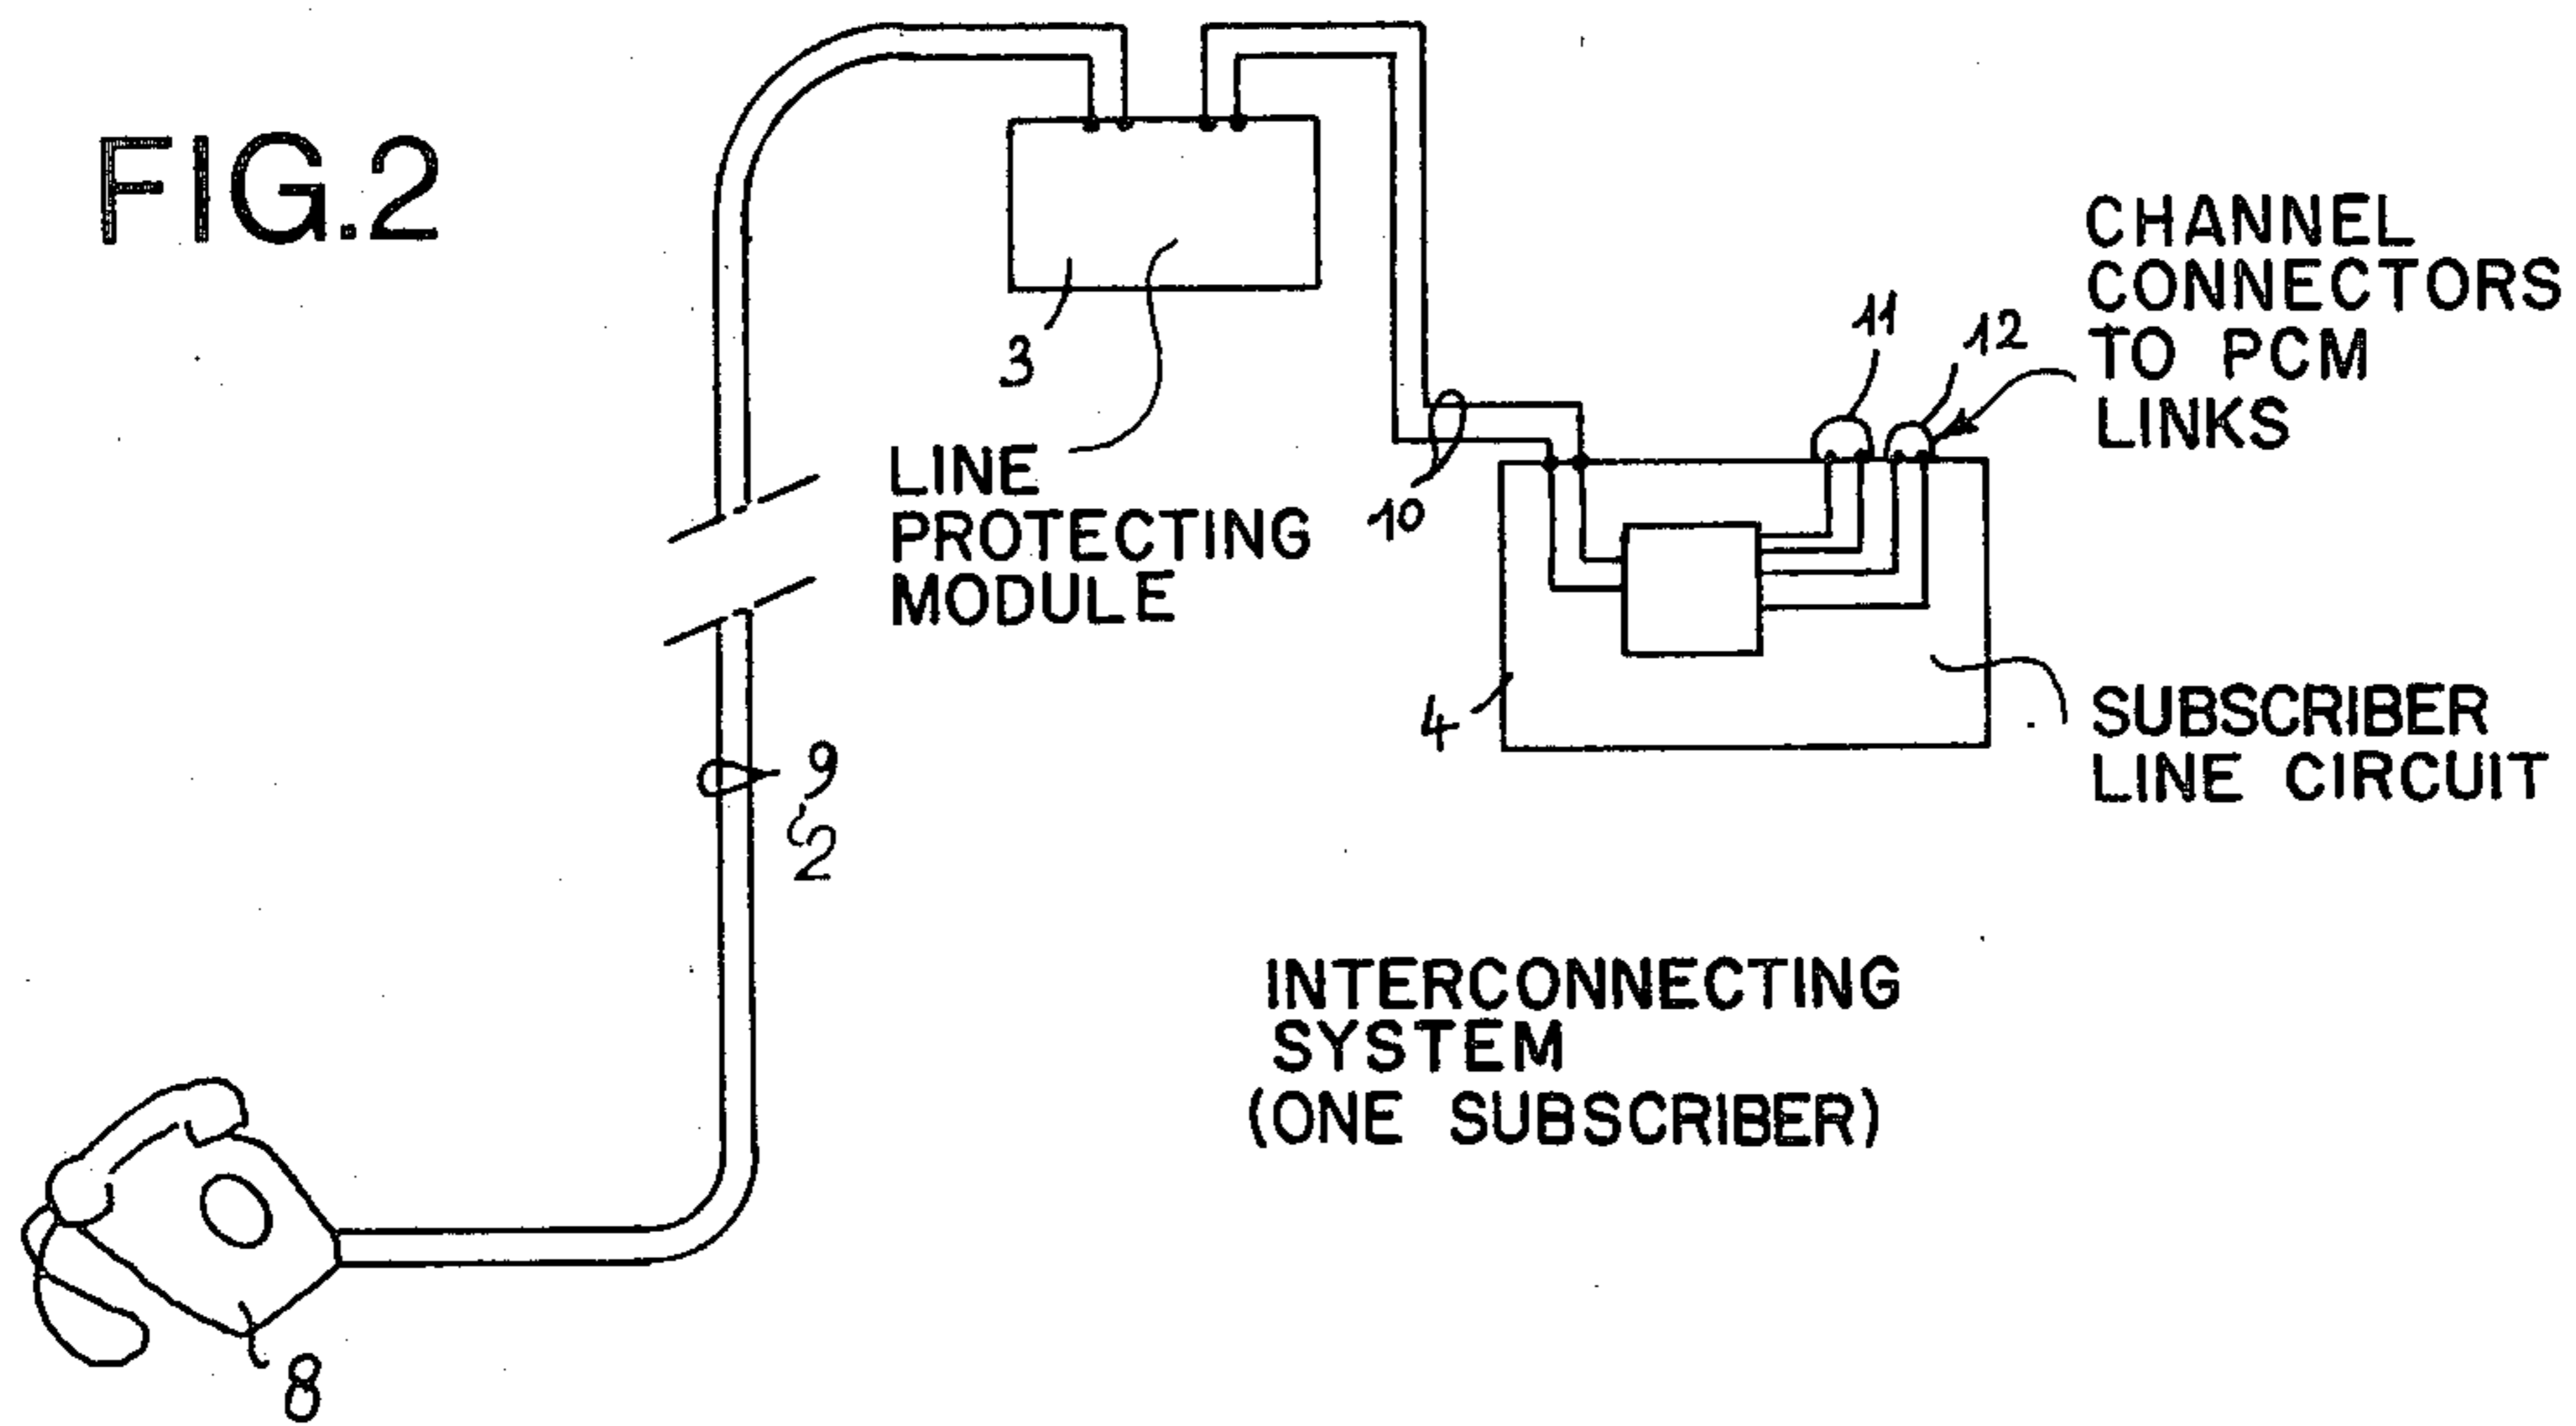 FIG.2
CHANNEL
CONNECTORS
TO PCM
LINKS
11
12
3
LINE
PROTECTING
MODULE
10
4
SUBSCRIBER
LINE CIRCUIT
9
2
INTERCONNECTING
SYSTEM
(ONE SUBSCRIBER)
8